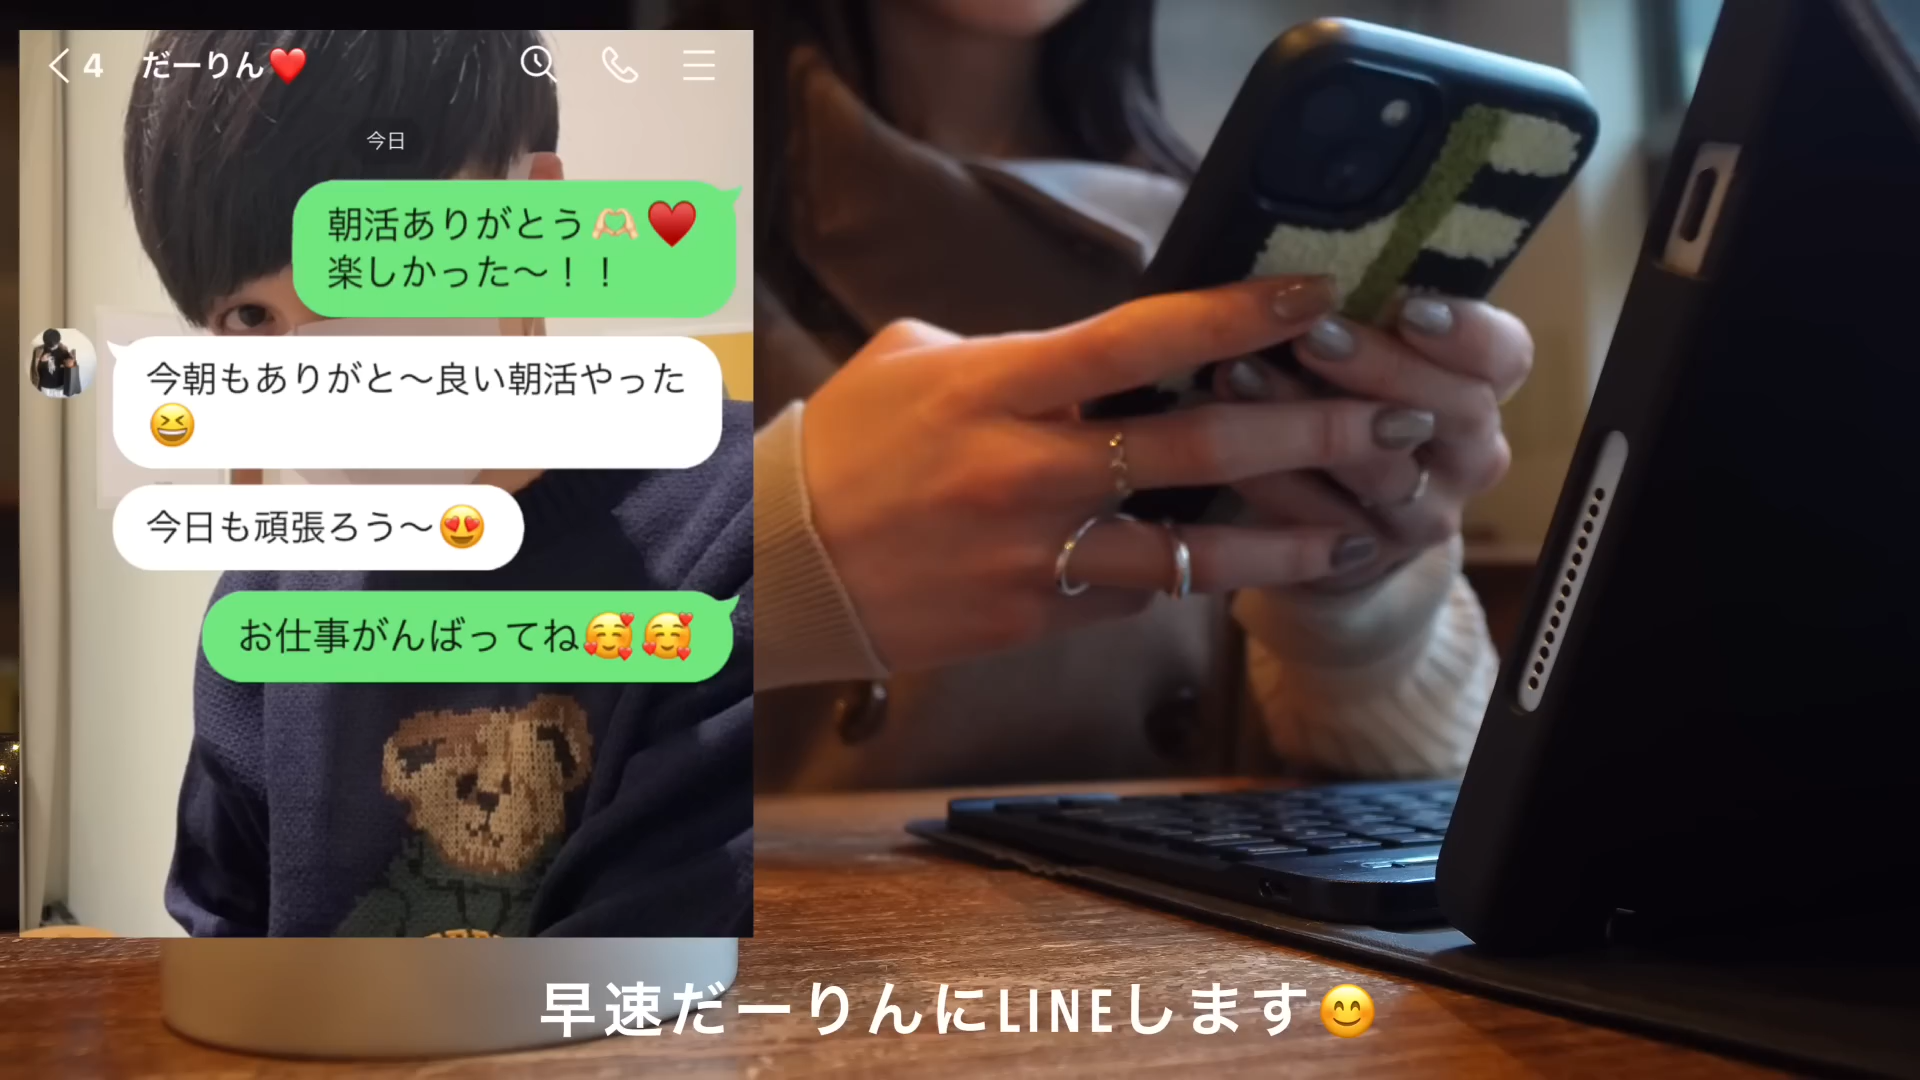 4 だーりん❤️
今日
朝活ありがとう🫶🏻♥️
楽しかった〜！！
今朝もありがと〜良い朝活やった
😆
今日も頑張ろう〜😍
お仕事がんばってね🥰🥰
早速だーりんにLINEします😊